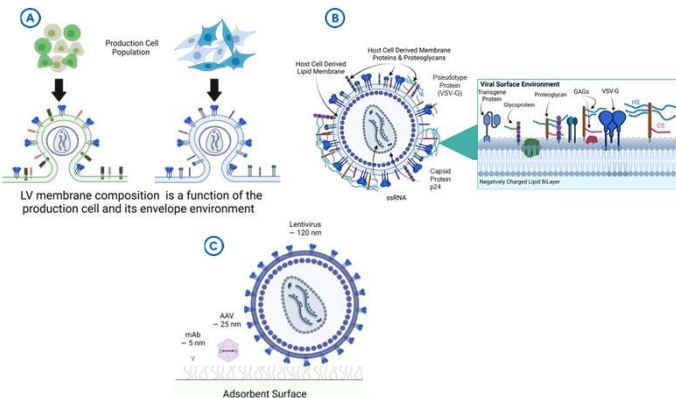 A
Production Cell
Population
LV membrane composition is a function of the
production cell and its envelope environment
B
Host Cell Derived
Lipid Membrane
Host Cell Derived Membrane
Proteins & Proteoglycans
Pseudotype
Protein
(VSV-G)
Capsid
Protein
p24
ssRNA
Viral Surface Environment
Transgene
Protein
Glycoprotein
Proteoglycan
GAGs
VSV-G
HS
CS
Negatively Charged Lipid BiLayer
C
Lentivirus
~ 120 nm
AAV
~ 25 nm
mAb
~ 5 nm
Adsorbent Surface